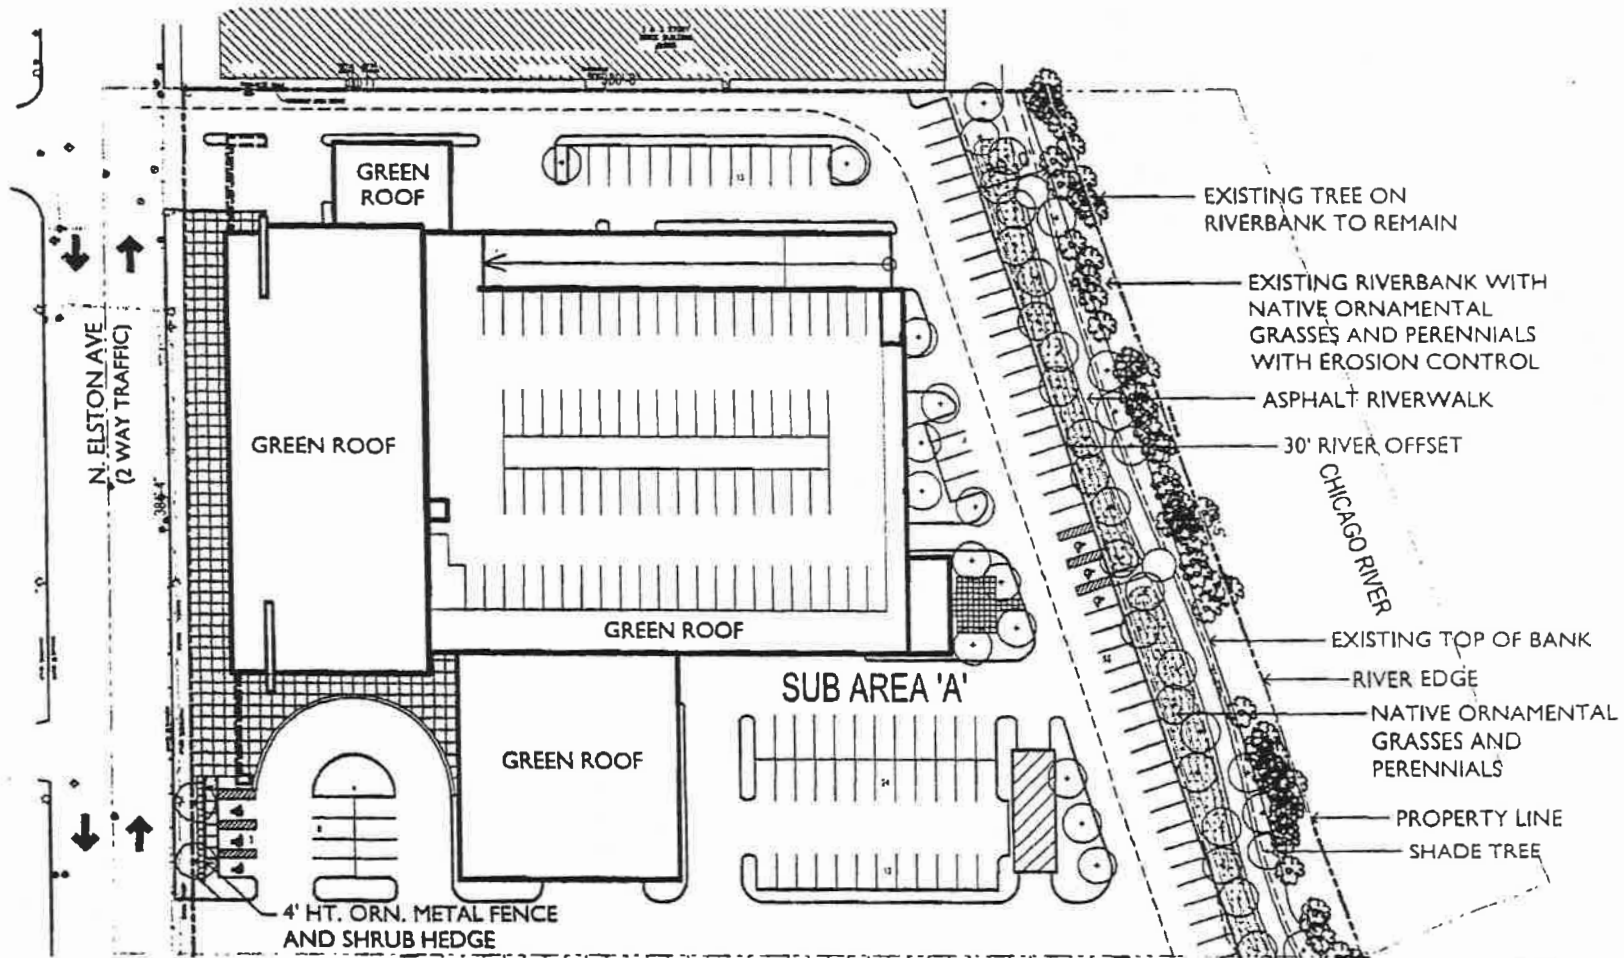 GREEN
ROOF
GREEN ROOF
GREEN ROOF
GREEN
ROOF
SUB AREA 'A'
N. ELSTON AVE
(2 WAY TRAFFIC)
386'-4"
4' HT. ORN. METAL FENCE
AND SHRUB HEDGE
EXISTING TREE ON
RIVERBANK TO REMAIN
EXISTING RIVERBANK WITH
NATIVE ORNAMENTAL
GRASSES AND PERENNIALS
WITH EROSION CONTROL
ASPHALT RIVERWALK
30' RIVER OFFSET
CHICAGO RIVER
EXISTING TOP OF BANK
RIVER EDGE
NATIVE ORNAMENTAL
GRASSES AND
PERENNIALS
PROPERTY LINE
SHADE TREE